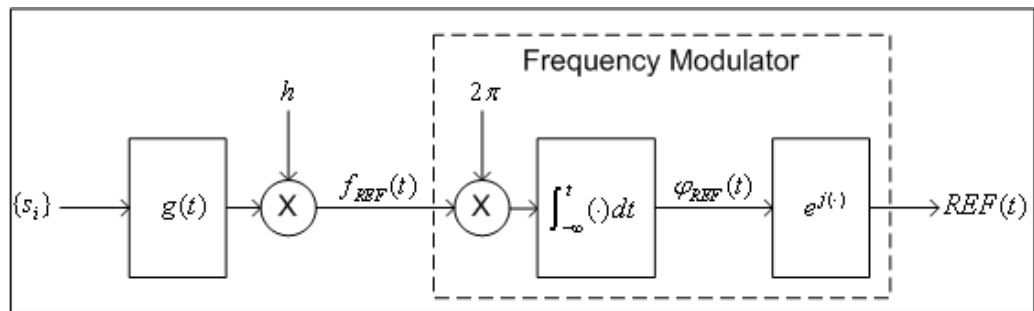 Frequency Modulator
h
2π
{s_i}
g(t)
X
f_REF(t)
X
∫_{-∞}^{t}(·)dt
φ_REF(t)
e^{j(·)}
REF(t)